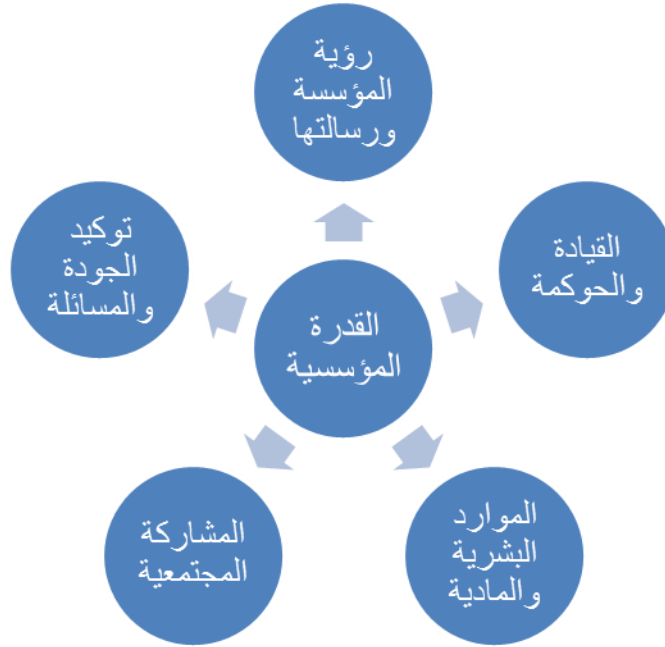 رؤية
المؤسسة
ورسالتها
القيادة
والحوكمة
توكيد
الجودة
والمسائلة
القدرة
المؤسسية
الموارد
البشرية
والمادية
المشاركة
المجتمعية